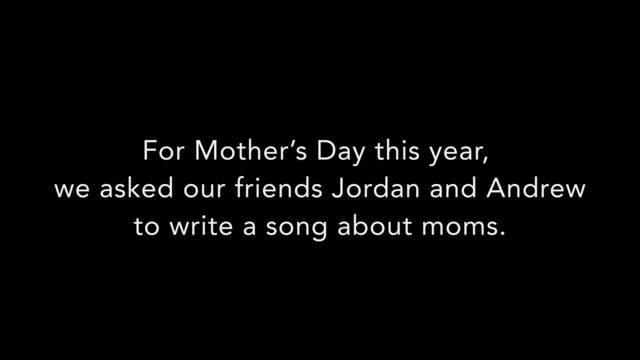 For Mother’s Day this year,
we asked our friends Jordan and Andrew
to write a song about moms.